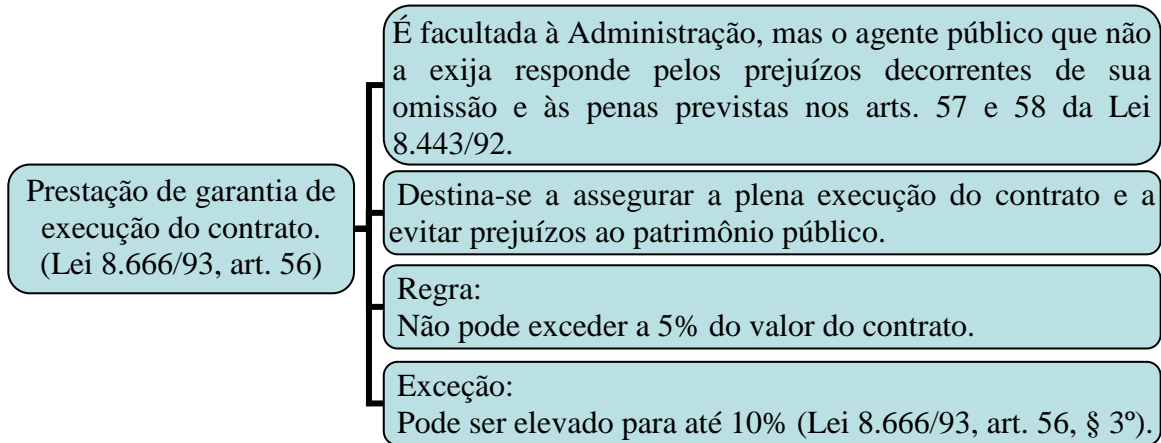 Prestação de garantia de
execução do contrato.
(Lei 8.666/93, art. 56)
É facultada à Administração, mas o agente público que não
a exija responde pelos prejuízos decorrentes de sua
omissão e às penas previstas nos arts. 57 e 58 da Lei
8.443/92.
Destina-se a assegurar a plena execução do contrato e a
evitar prejuízos ao patrimônio público.
Regra:
Não pode exceder a 5% do valor do contrato.
Exceção:
Pode ser elevado para até 10% (Lei 8.666/93, art. 56, § 3º).